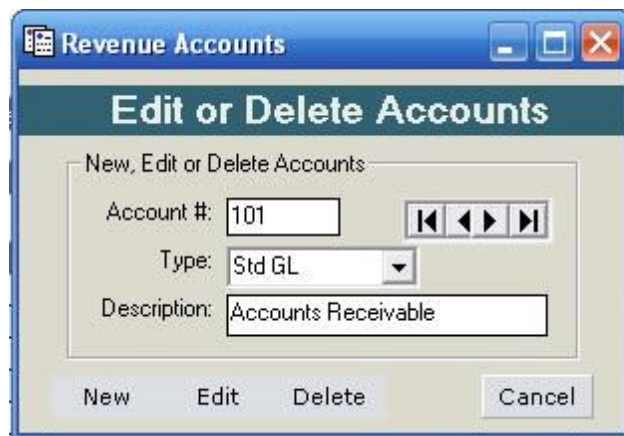 Revenue Accounts
Edit or Delete Accounts
New, Edit or Delete Accounts
Account #: 101
Type: Std GL
Description: Accounts Receivable
New Edit Delete Cancel